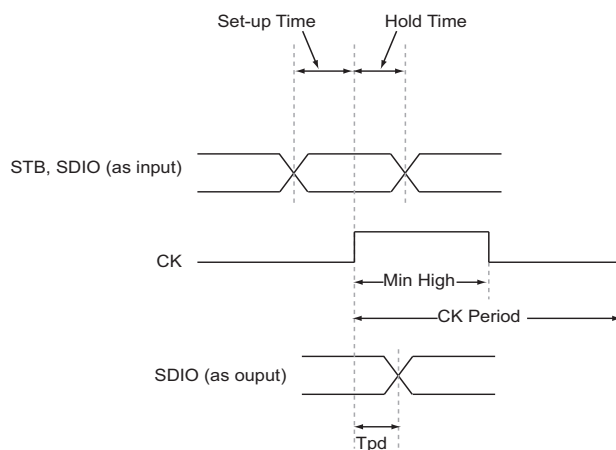 Set-up Time
Hold Time
STB, SDIO (as input)
CK
Min High
CK Period
SDIO (as ouput)
Tpd